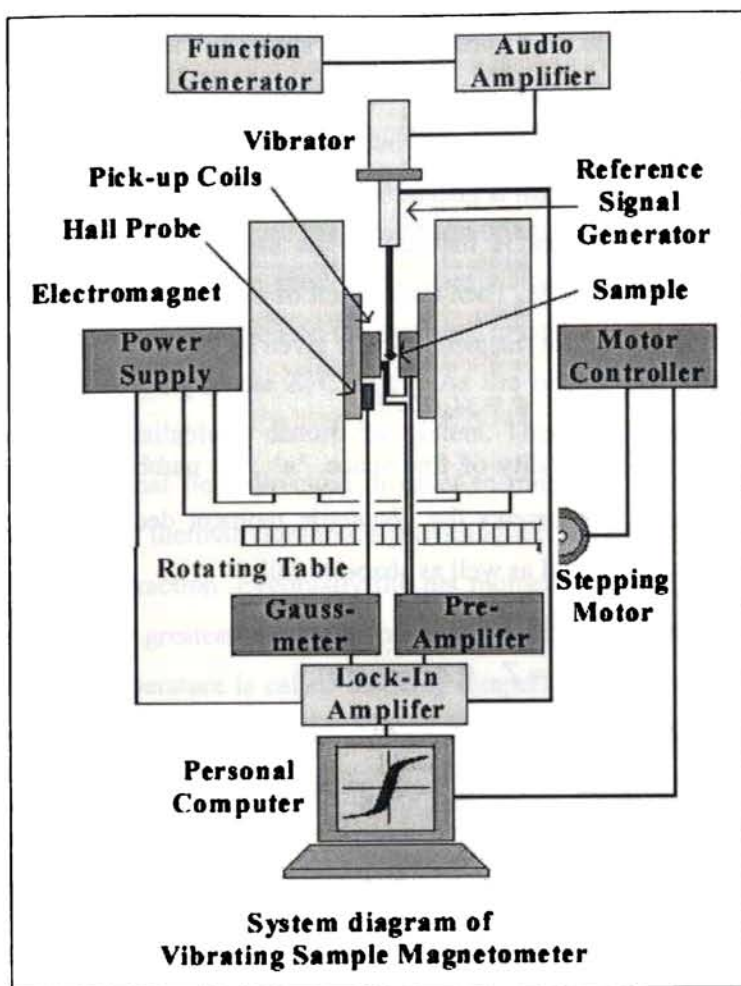 Function
Generator
Audio
Amplifier
Vibrator
Pick-up Coils
Hall Probe
Reference
Signal
Generator
Electromagnet
Sample
Power
Supply
Motor
Controller
Rotating Table
Stepping
Motor
Gauss-
meter
Pre-
Amplifer
Lock-In
Amplifer
Personal
Computer
System diagram of
Vibrating Sample Magnetometer